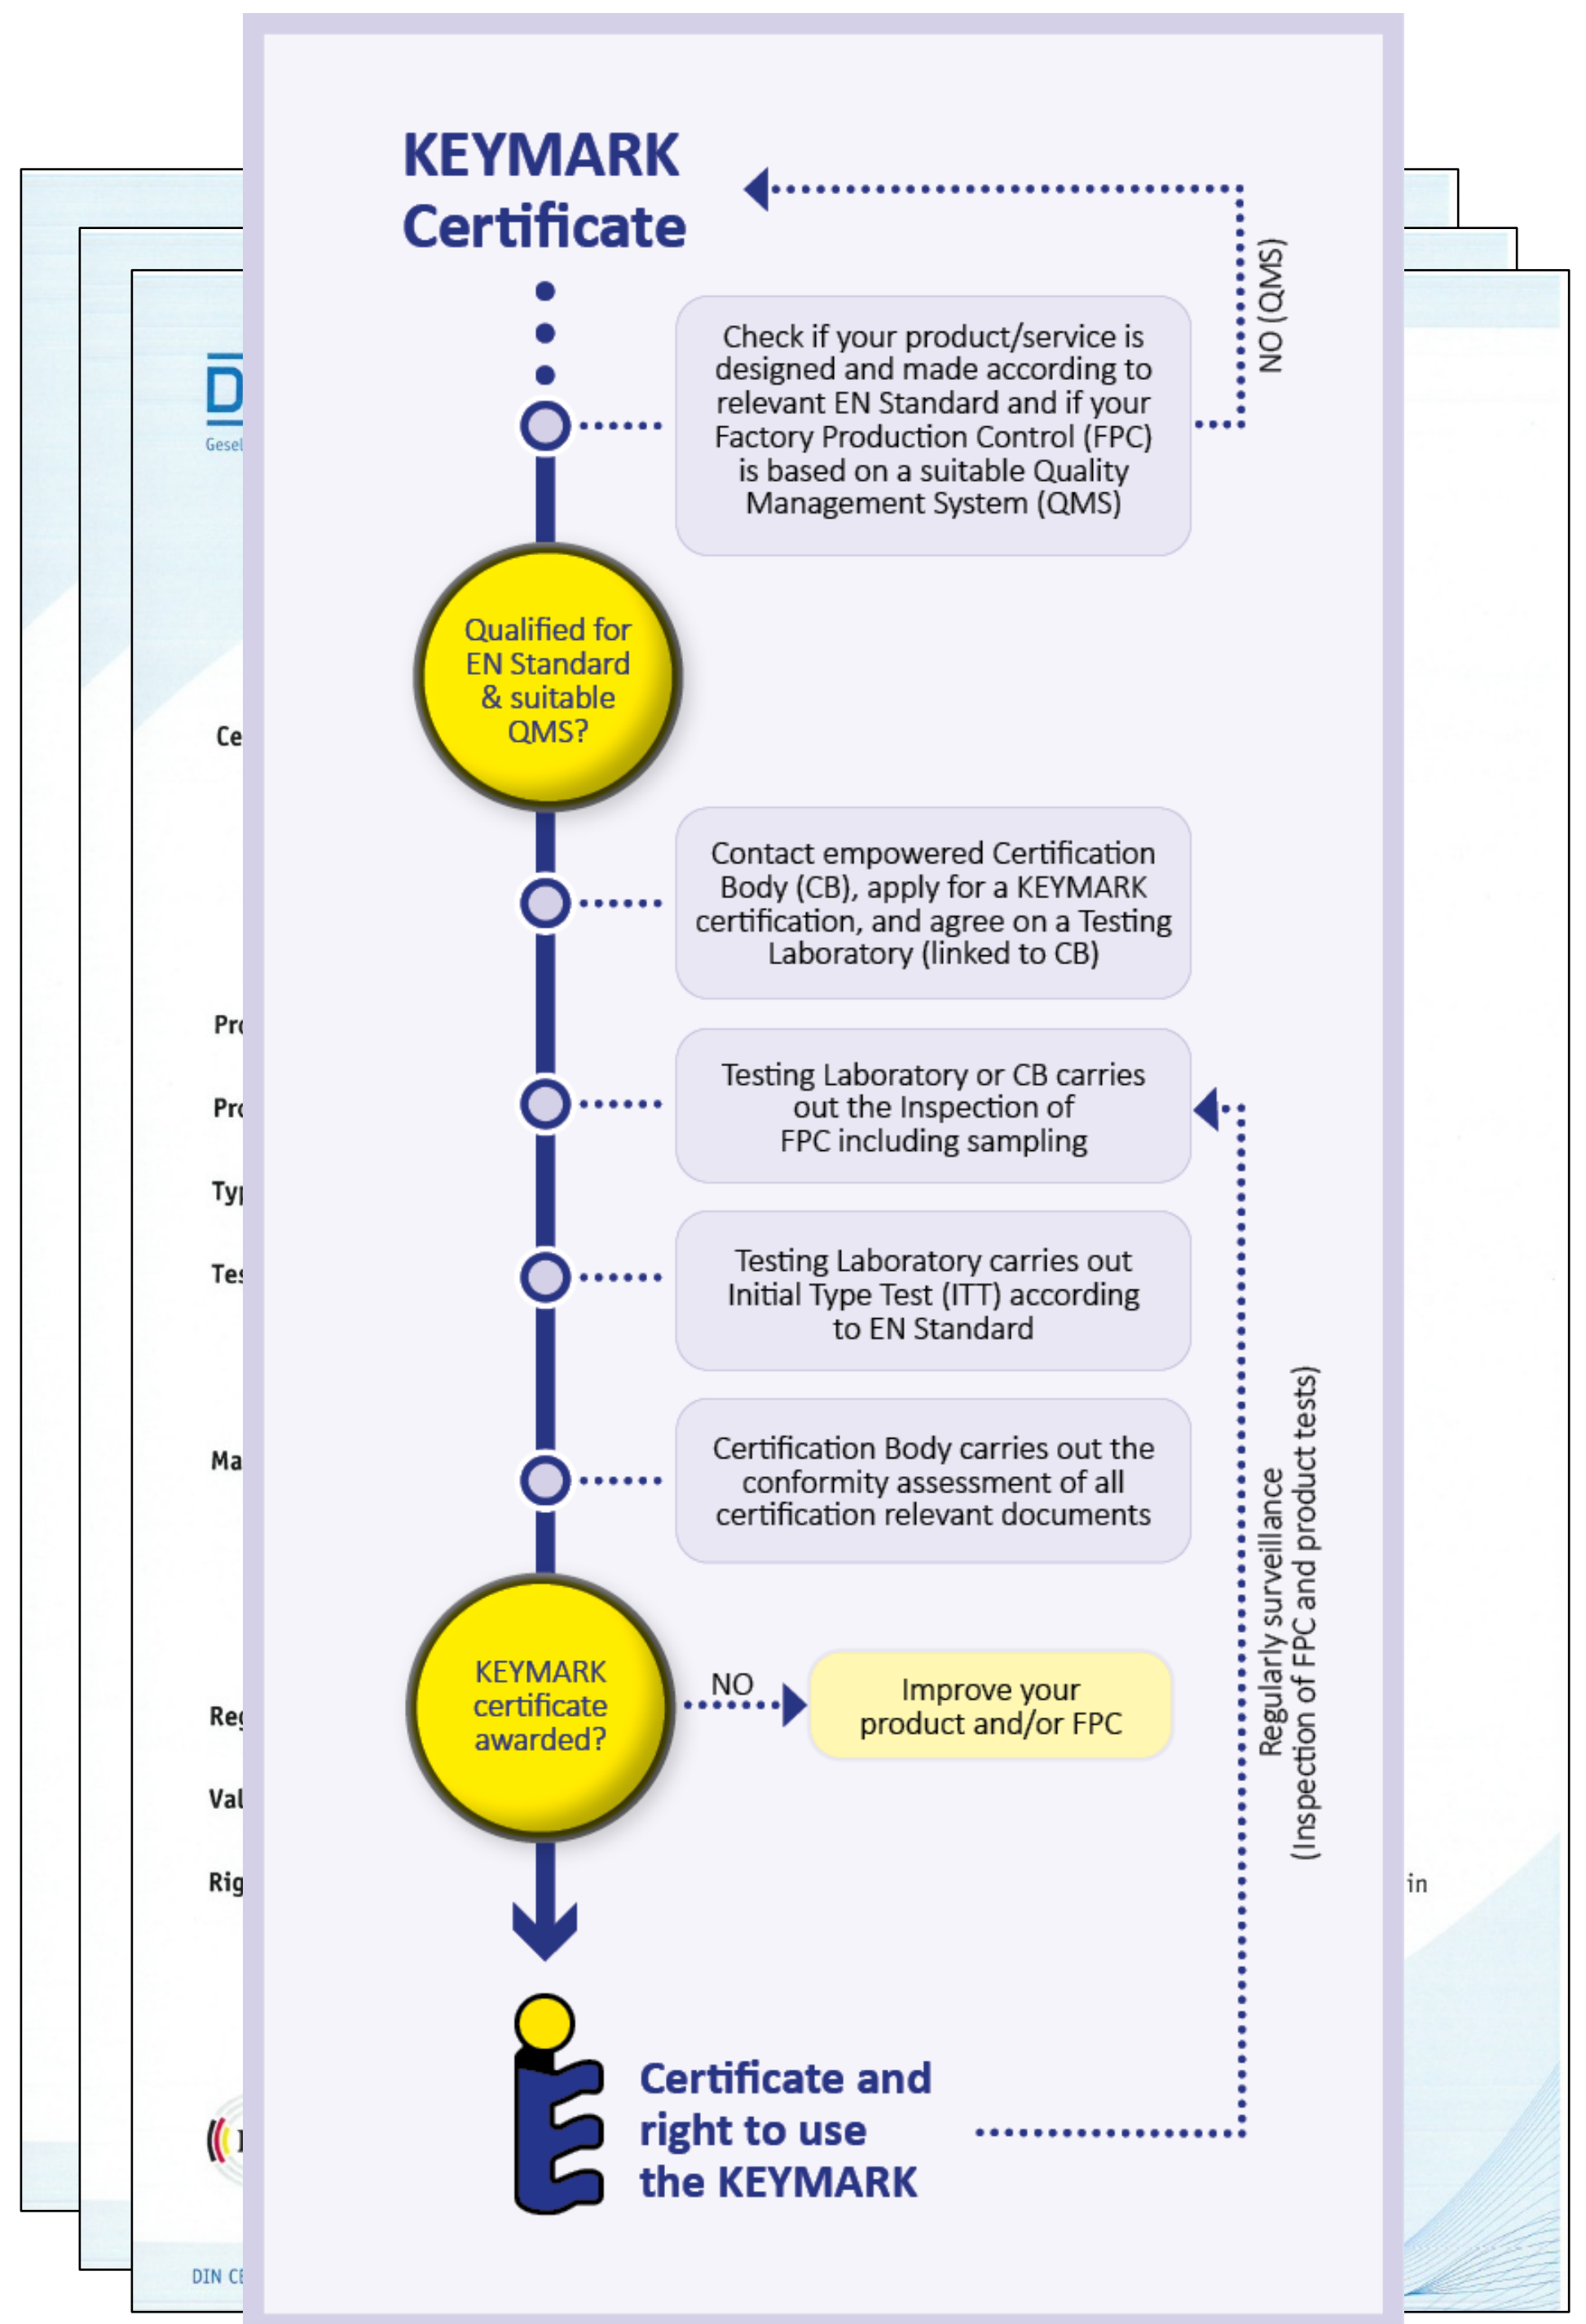 KEYMARK
Certificate
NO (QMS)
Check if your product/service is
designed and made according to
relevant EN Standard and if your
Factory Production Control (FPC)
is based on a suitable Quality
Management System (QMS)
Qualified for
EN Standard
& suitable
QMS?
Contact empowered Certification
Body (CB), apply for a KEYMARK
certification, and agree on a Testing
Laboratory (linked to CB)
Testing Laboratory or CB carries
out the Inspection of
FPC including sampling
Testing Laboratory carries out
Initial Type Test (ITT) according
to EN Standard
Certification Body carries out the
conformity assessment of all
certification relevant documents
Regularly surveillance
(Inspection of FPC and product tests)
KEYMARK
certificate
awarded?
NO
Improve your
product and/or FPC
Certificate and
right to use
the KEYMARK
in
DIN